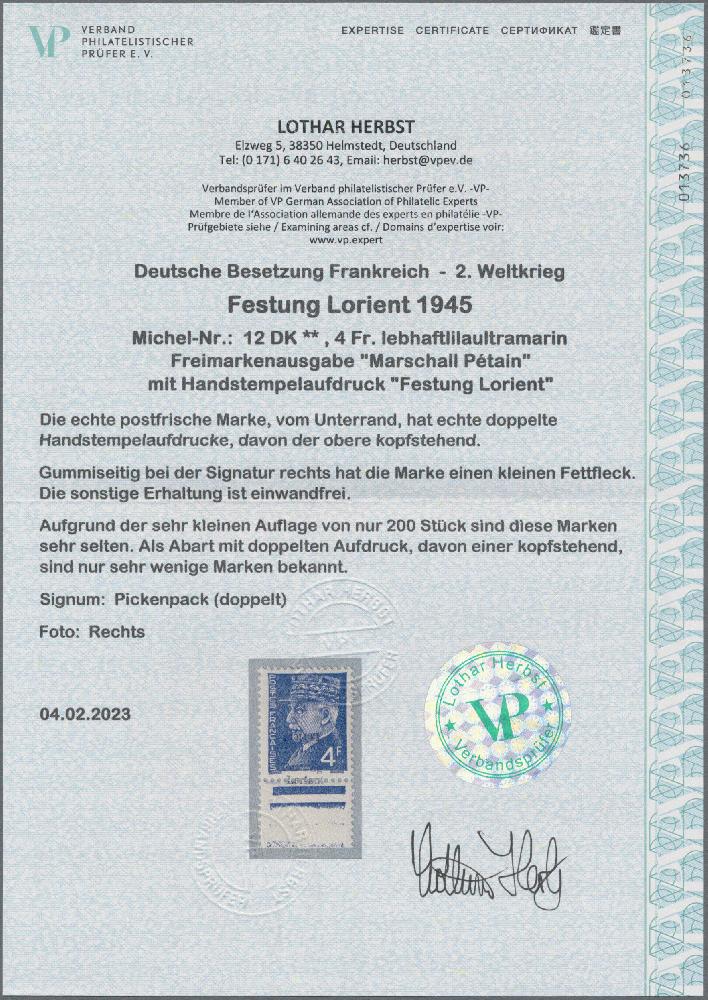 VP
VERBAND
PHILATELISTISCHER
PRÜFER E. V.
EXPERTISE CERTIFICATE СЕРТИФИКАТ 鑑定書
013736
013736
LOTHAR HERBST
Elzweg 5, 38350 Helmstedt, Deutschland
Tel: (0 171) 6 40 26 43, Email: herbst@vpev.de
Verbandsprüfer im Verband philatelistischer Prüfer e.V. -VP-
Member of VP German Association of Philatelic Experts
Membre de l'Association allemande des experts en philatélie -VP-
Prüfgebiete siehe / Examining areas cf. / Domains d'expertise voir:
www.vp.expert
Deutsche Besetzung Frankreich - 2. Weltkrieg
Festung Lorient 1945
Michel-Nr.: 12 DK ** , 4 Fr. lebhaftlilaultramarin
Freimarkenausgabe "Marschall Pétain"
mit Handstempelaufdruck "Festung Lorient"
Die echte postfrische Marke, vom Unterrand, hat echte doppelte
Handstempelaufdrucke, davon der obere kopfstehend.
Gummiseitig bei der Signatur rechts hat die Marke einen kleinen Fettfleck.
Die sonstige Erhaltung ist einwandfrei.
Aufgrund der sehr kleinen Auflage von nur 200 Stück sind diese Marken
sehr selten. Als Abart mit doppelten Aufdruck, davon einer kopfstehend,
sind nur sehr wenige Marken bekannt.
Signum: Pickenpack (doppelt)
Foto: Rechts
04.02.2023
LOTHAR HERBST
4F
Lorient
Lothar Herbst
VP
Verbandsprüfer